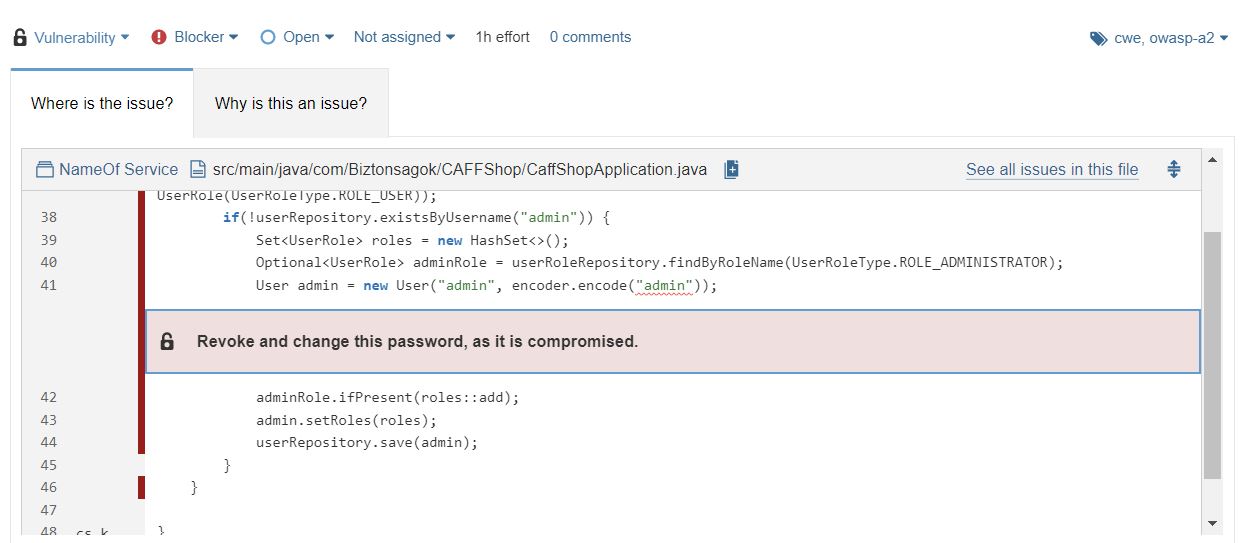 Vulnerability Blocker Open Not assigned 1h effort 0 comments cwe, owasp-a2
Where is the issue? Why is this an issue?
NameOf Service src/main/java/com/Biztonsagok/CAFFShop/CaffShopApplication.java See all issues in this file
UserRole(UserRoleType.ROLE_USER));
38 if(!userRepository.existsByUsername("admin")) {
39 Set<UserRole> roles = new HashSet<>();
40 Optional<UserRole> adminRole = userRoleRepository.findByRoleName(UserRoleType.ROLE_ADMINISTRATOR);
41 User admin = new User("admin", encoder.encode("admin"));
Revoke and change this password, as it is compromised.
42 adminRole.ifPresent(roles::add);
43 admin.setRoles(roles);
44 userRepository.save(admin);
45 }
46 }
47
48 cs.k }